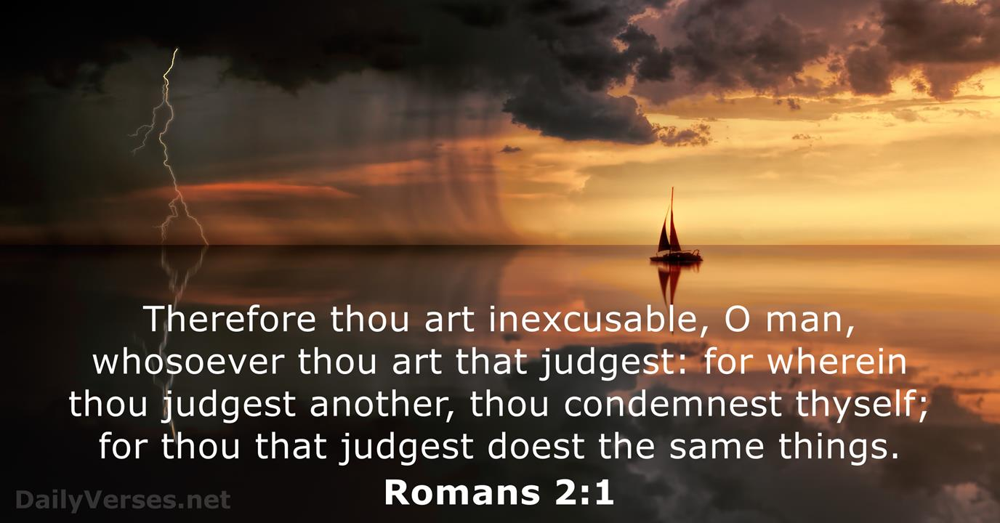 Therefore thou art inexcusable, O man,
whosoever thou art that judgest: for wherein
thou judgest another, thou condemnest thyself;
for thou that judgest doest the same things.
Romans 2:1
DailyVerses.net